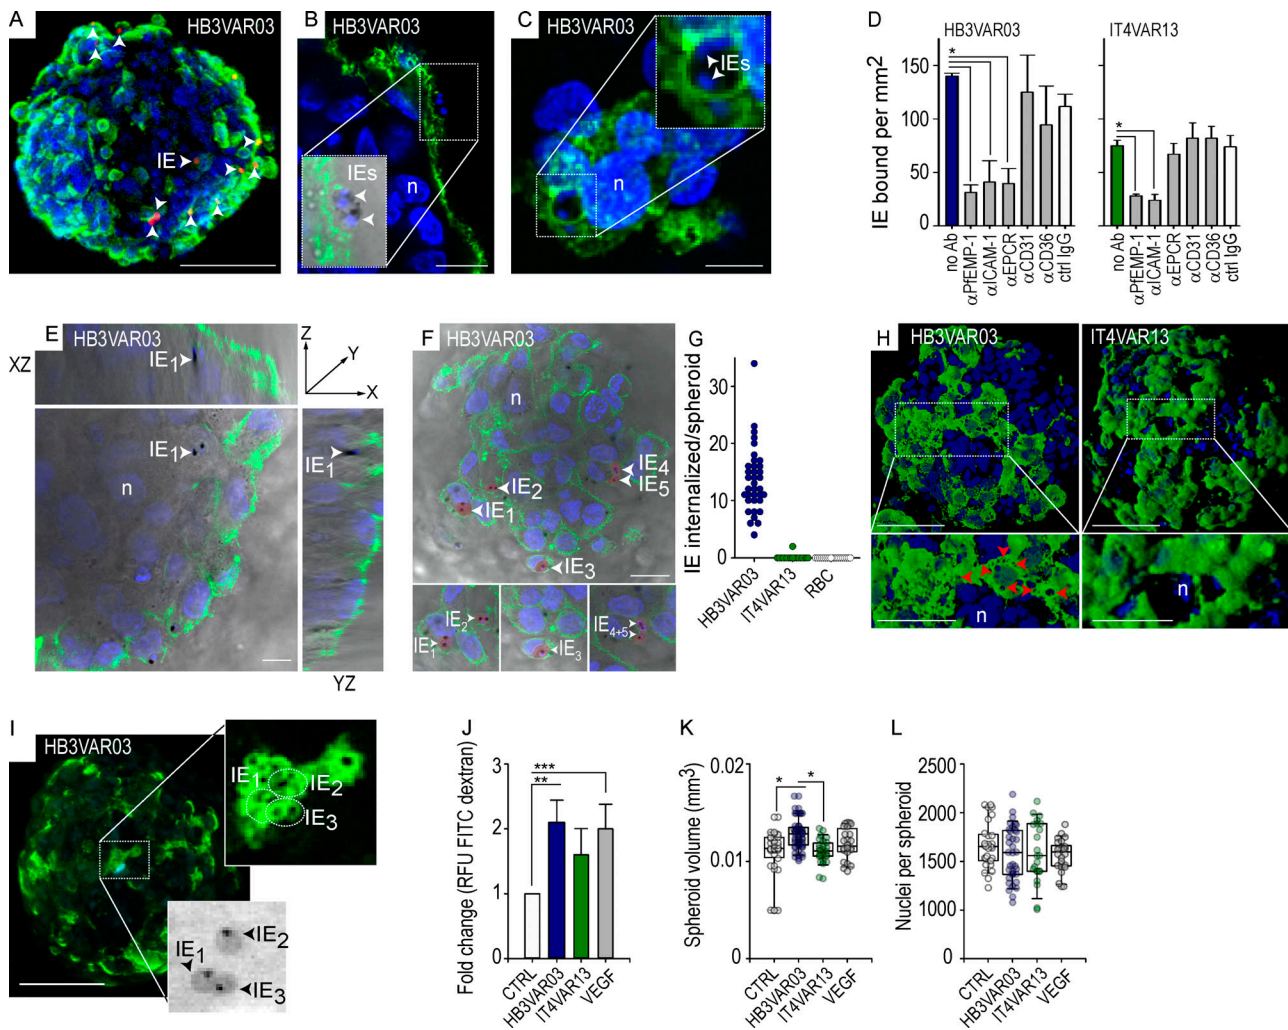 A
HB3VAR03
IE
B
HB3VAR03
IEs
n
C
HB3VAR03
IEs
n
D
HB3VAR03
IT4VAR13
IE bound per mm2
150
100
50
0
*
*
no Ab
αPfEMP-1
αICAM-1
αEPCR
αCD31
αCD36
ctrl IgG
no Ab
αPfEMP-1
αICAM-1
αEPCR
αCD31
αCD36
ctrl IgG
E
HB3VAR03
XZ
IE1
Z
Y
X
IE1
n
IE1
YZ
F
HB3VAR03
n
IE4
IE5
IE2
IE1
IE3
IE2
IE1
IE3
IE4+5
G
IE internalized/spheroid
30
20
10
0
HB3VAR03
IT4VAR13
RBC
H
HB3VAR03
IT4VAR13
n
n
I
HB3VAR03
IE1
IE2
IE3
IE1
IE2
IE3
J
Fold change (RFU FITC dextran)
3
2
1
0
***
**
CTRL
HB3VAR03
IT4VAR13
VEGF
K
Spheroid volume (mm3)
0.02
0.01
0
*
*
CTRL
HB3VAR03
IT4VAR13
VEGF
L
Nuclei per spheroid
2500
2000
1500
1000
0
CTRL
HB3VAR03
IT4VAR13
VEGF